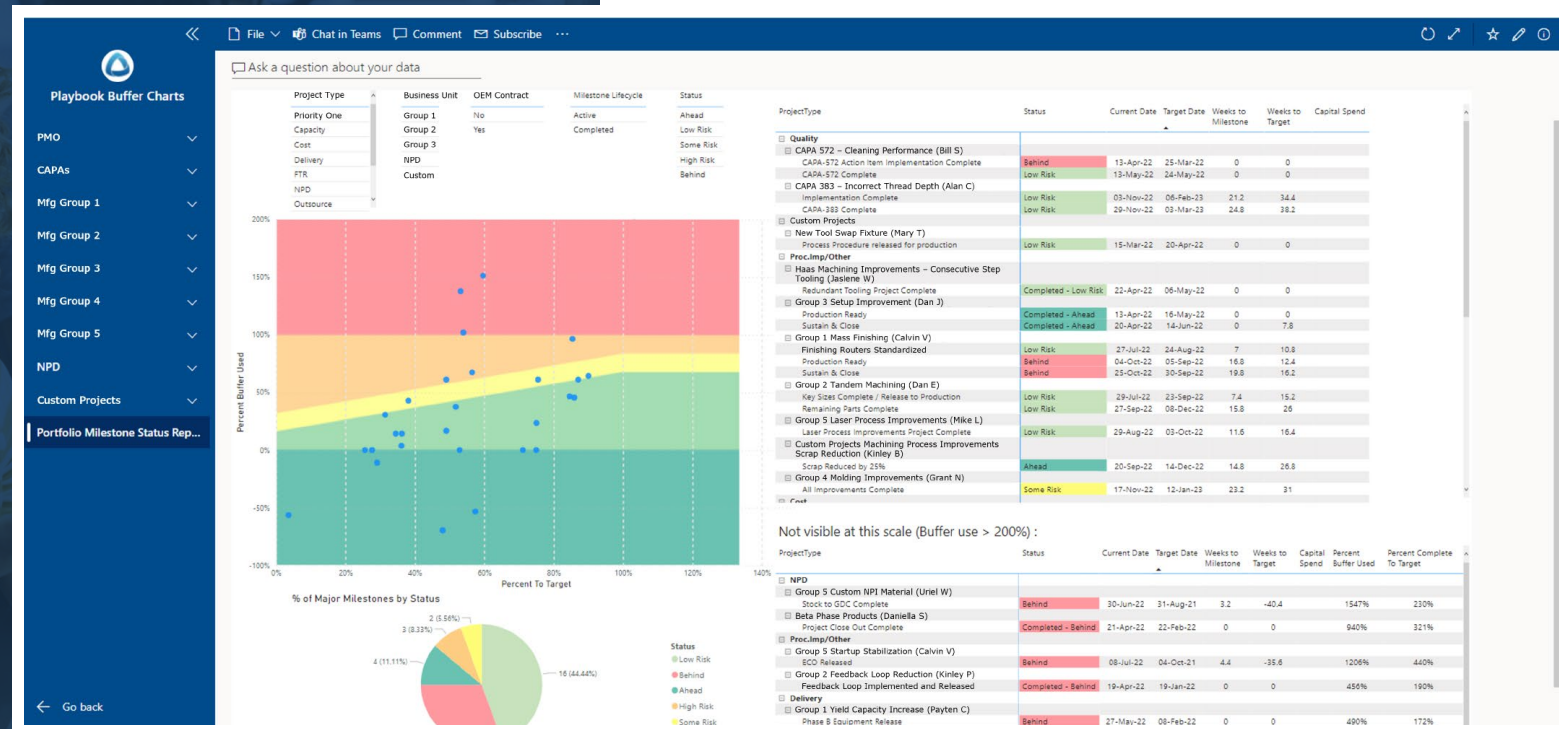 File Chat in Teams Comment Subscribe ...
Playbook Buffer Charts
PMO
CAPAs
Mfg Group 1
Mfg Group 2
Mfg Group 3
Mfg Group 4
Mfg Group 5
NPD
Custom Projects
Portfolio Milestone Status Rep...
Go back
Ask a question about your data
Project Type
Priority One
Capacity
Cost
Delivery
FTR
NPD
Outsource
Business Unit
Group 1
Group 2
Group 3
NPD
Custom
OEM Contract
No
Yes
Milestone Lifecycle
Active
Completed
Status
Ahead
Low Risk
Some Risk
High Risk
Behind
Percent Buffer Used
200%
150%
100%
50%
0%
-50%
-100%
0% 20% 40% 60% 80% 100% 120% 140%
Percent To Target
% of Major Milestones by Status
2 (5.56%)
3 (8.33%)
4 (11.11%)
16 (44.44%)
Status
Low Risk
Behind
Ahead
High Risk
Some Risk
ProjectType Status Current Date Target Date Weeks to Milestone Weeks to Target Capital Spend
Quality
CAPA 572 – Cleaning Performance (Bill S)
CAPA-572 Action Item Implementation Complete Behind 13-Apr-22 25-Mar-22 0 0
CAPA-572 Complete Low Risk 13-May-22 24-May-22 0 0
CAPA 383 – Incorrect Thread Depth (Alan C)
Implementation Complete Low Risk 03-Nov-22 06-Feb-23 21.2 34.4
CAPA-383 Complete Low Risk 29-Nov-22 03-Mar-23 24.8 38.2
Custom Projects
New Tool Swap Fixture (Mary T)
Process Procedure released for production Low Risk 15-Mar-22 20-Apr-22 0 0
Proc.Imp/Other
Haas Machining Improvements – Consecutive Step
Tooling (Jaslene W)
Redundant Tooling Project Complete Completed - Low Risk 22-Apr-22 06-May-22 0 0
Group 3 Setup Improvement (Dan J)
Production Ready Completed - Ahead 13-Apr-22 16-May-22 0 0
Sustain & Close Completed - Ahead 20-Apr-22 14-Jun-22 0 7.8
Group 1 Mass Finishing (Calvin V)
Finishing Routers Standardized Low Risk 27-Jul-22 24-Aug-22 7 10.8
Production Ready Behind 04-Oct-22 05-Sep-22 16.8 12.4
Sustain & Close Behind 25-Oct-22 30-Sep-22 19.8 16.2
Group 2 Tandem Machining (Dan E)
Key Sizes Complete / Release to Production Low Risk 29-Jul-22 23-Sep-22 7.4 15.2
Remaining Parts Complete Low Risk 27-Sep-22 08-Dec-22 15.8 26
Group 5 Laser Process Improvements (Mike L)
Laser Process Improvements Project Complete Low Risk 29-Aug-22 03-Oct-22 11.6 16.4
Custom Projects Machining Process Improvements
Scrap Reduction (Kinley B)
Scrap Reduced by 25% Ahead 20-Sep-22 14-Dec-22 14.8 26.8
Group 4 Molding Improvements (Grant N)
All Improvements Complete Some Risk 17-Nov-22 12-Jan-23 23.2 31
Cost
Not visible at this scale (Buffer use > 200%) :
ProjectType Status Current Date Target Date Weeks to Milestone Weeks to Target Capital Spend Percent Buffer Used Percent Complete To Target
NPD
Group 5 Custom NPI Material (Uriel W)
Stock to GDC Complete Behind 30-Jun-22 31-Aug-21 3.2 -40.4 1547% 230%
Beta Phase Products (Daniella S)
Project Close Out Complete Completed - Behind 21-Apr-22 22-Feb-22 0 0 940% 321%
Proc.Imp/Other
Group 5 Startup Stabilization (Calvin V)
ECO Released Behind 08-Jul-22 04-Oct-21 4.4 -35.6 1206% 440%
Group 2 Feedback Loop Reduction (Kinley P)
Feedback Loop Implemented and Released Completed - Behind 19-Apr-22 19-Jan-22 0 0 456% 190%
Delivery
Group 1 Yield Capacity Increase (Payten C)
Phase B Equipment Release Behind 27-May-22 08-Feb-22 0 0 490% 172%